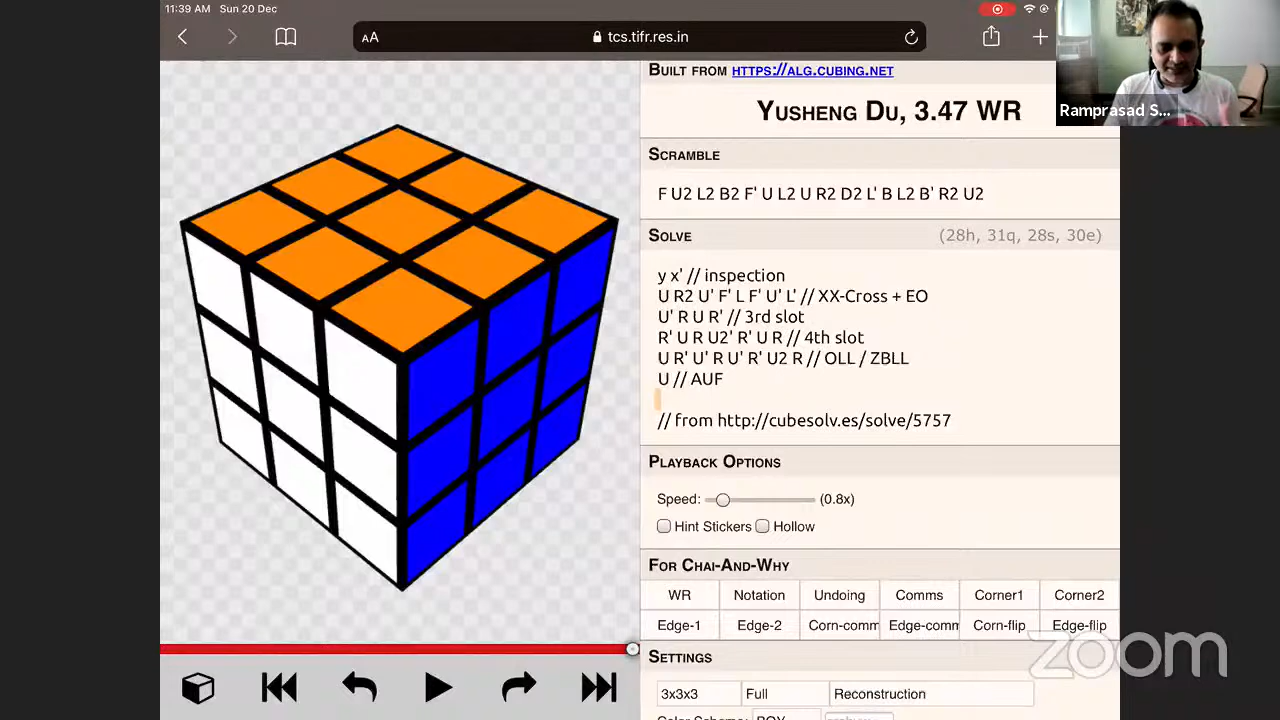 11:39 AM Sun 20 Dec
AA tcs.tifr.res.in
BUILT FROM HTTPS://ALG.CUBING.NET
YUSHENG DU, 3.47 WR
Ramprasad S...
SCRAMBLE
F U2 L2 B2 F' U L2 U R2 D2 L' B L2 B' R2 U2
SOLVE (28h, 31q, 28s, 30e)
y x' // inspection
U R2 U' F' L F' U' L' // XX-Cross + EO
U' R U R' // 3rd slot
R' U R U2' R' U R // 4th slot
U R' U' R U' R' U2 R // OLL / ZBLL
U // AUF
// from http://cubesolv.es/solve/5757
PLAYBACK OPTIONS
Speed: (0.8x)
Hint Stickers Hollow
FOR CHAI-AND-WHY
WR Notation Undoing Comms Corner1 Corner2
Edge-1 Edge-2 Corn-comm Edge-comm Corn-flip Edge-flip
zoom
SETTINGS
3x3x3 Full Reconstruction
Color Scheme: BOY